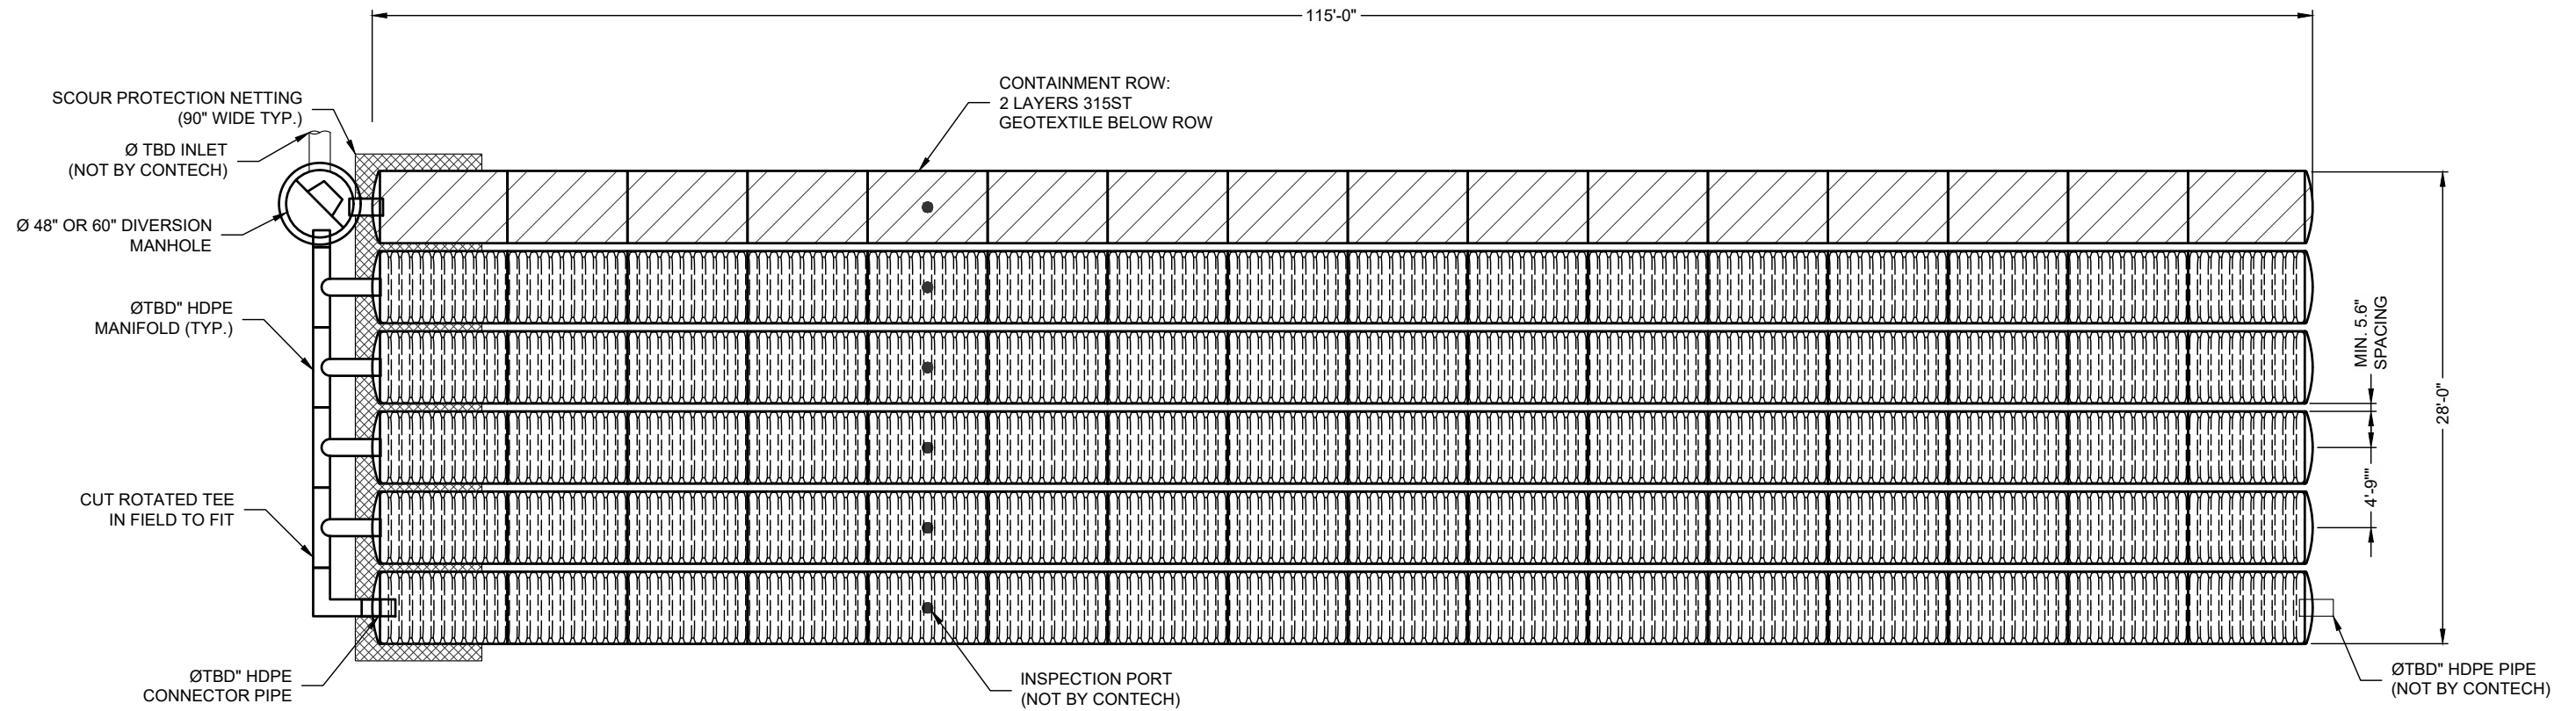 115'-0"
CONTAINMENT ROW:
2 LAYERS 315ST
GEOTEXTILE BELOW ROW
SCOUR PROTECTION NETTING
(90" WIDE TYP.)
Ø TBD INLET
(NOT BY CONTECH)
Ø 48" OR 60" DIVERSION
MANHOLE
ØTBD" HDPE
MANIFOLD (TYP.)
MIN. 5.6"
SPACING
28'-0"
4'-9""
CUT ROTATED TEE
IN FIELD TO FIT
ØTBD" HDPE
CONNECTOR PIPE
INSPECTION PORT
(NOT BY CONTECH)
ØTBD" HDPE PIPE
(NOT BY CONTECH)